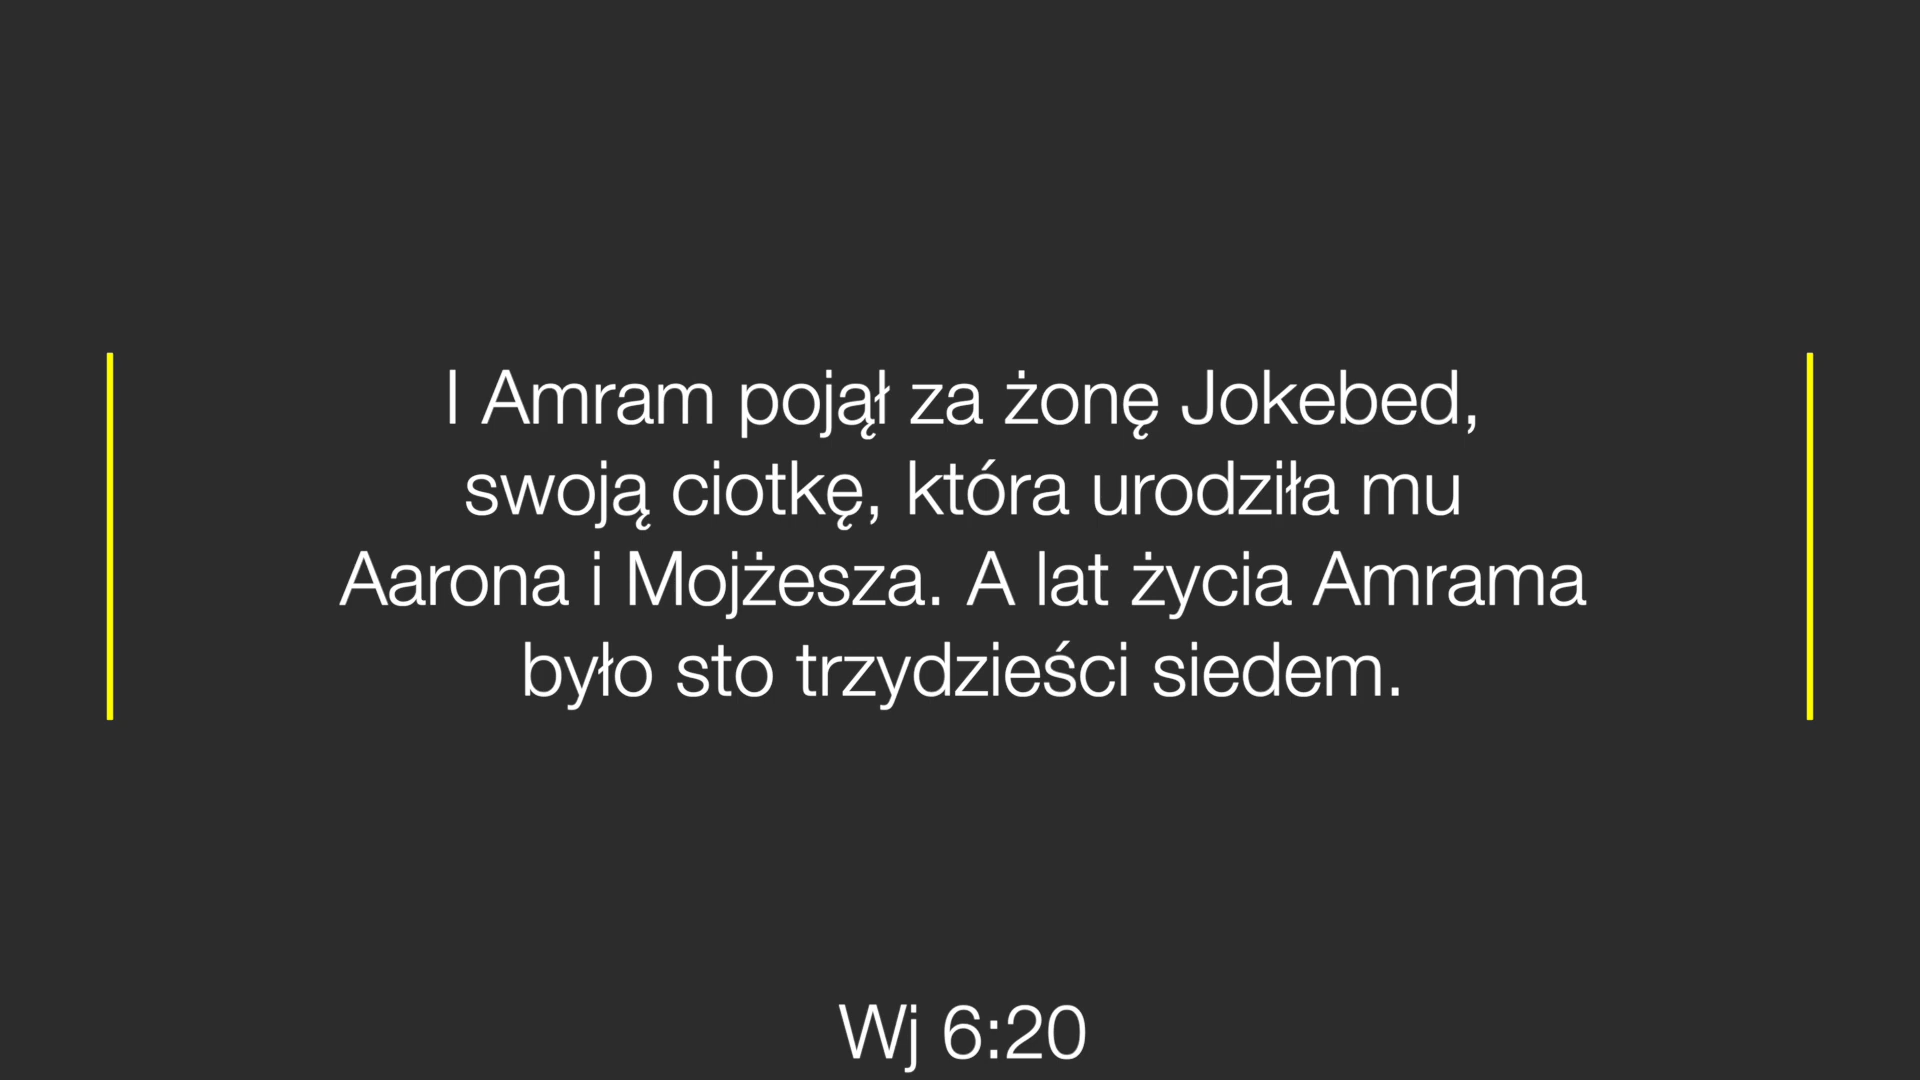 I Amram pojął za żonę Jokebed,
swoją ciotkę, która urodziła mu
Aarona i Mojżesza. A lat życia Amrama
było sto trzydzieści siedem.
Wj 6:20